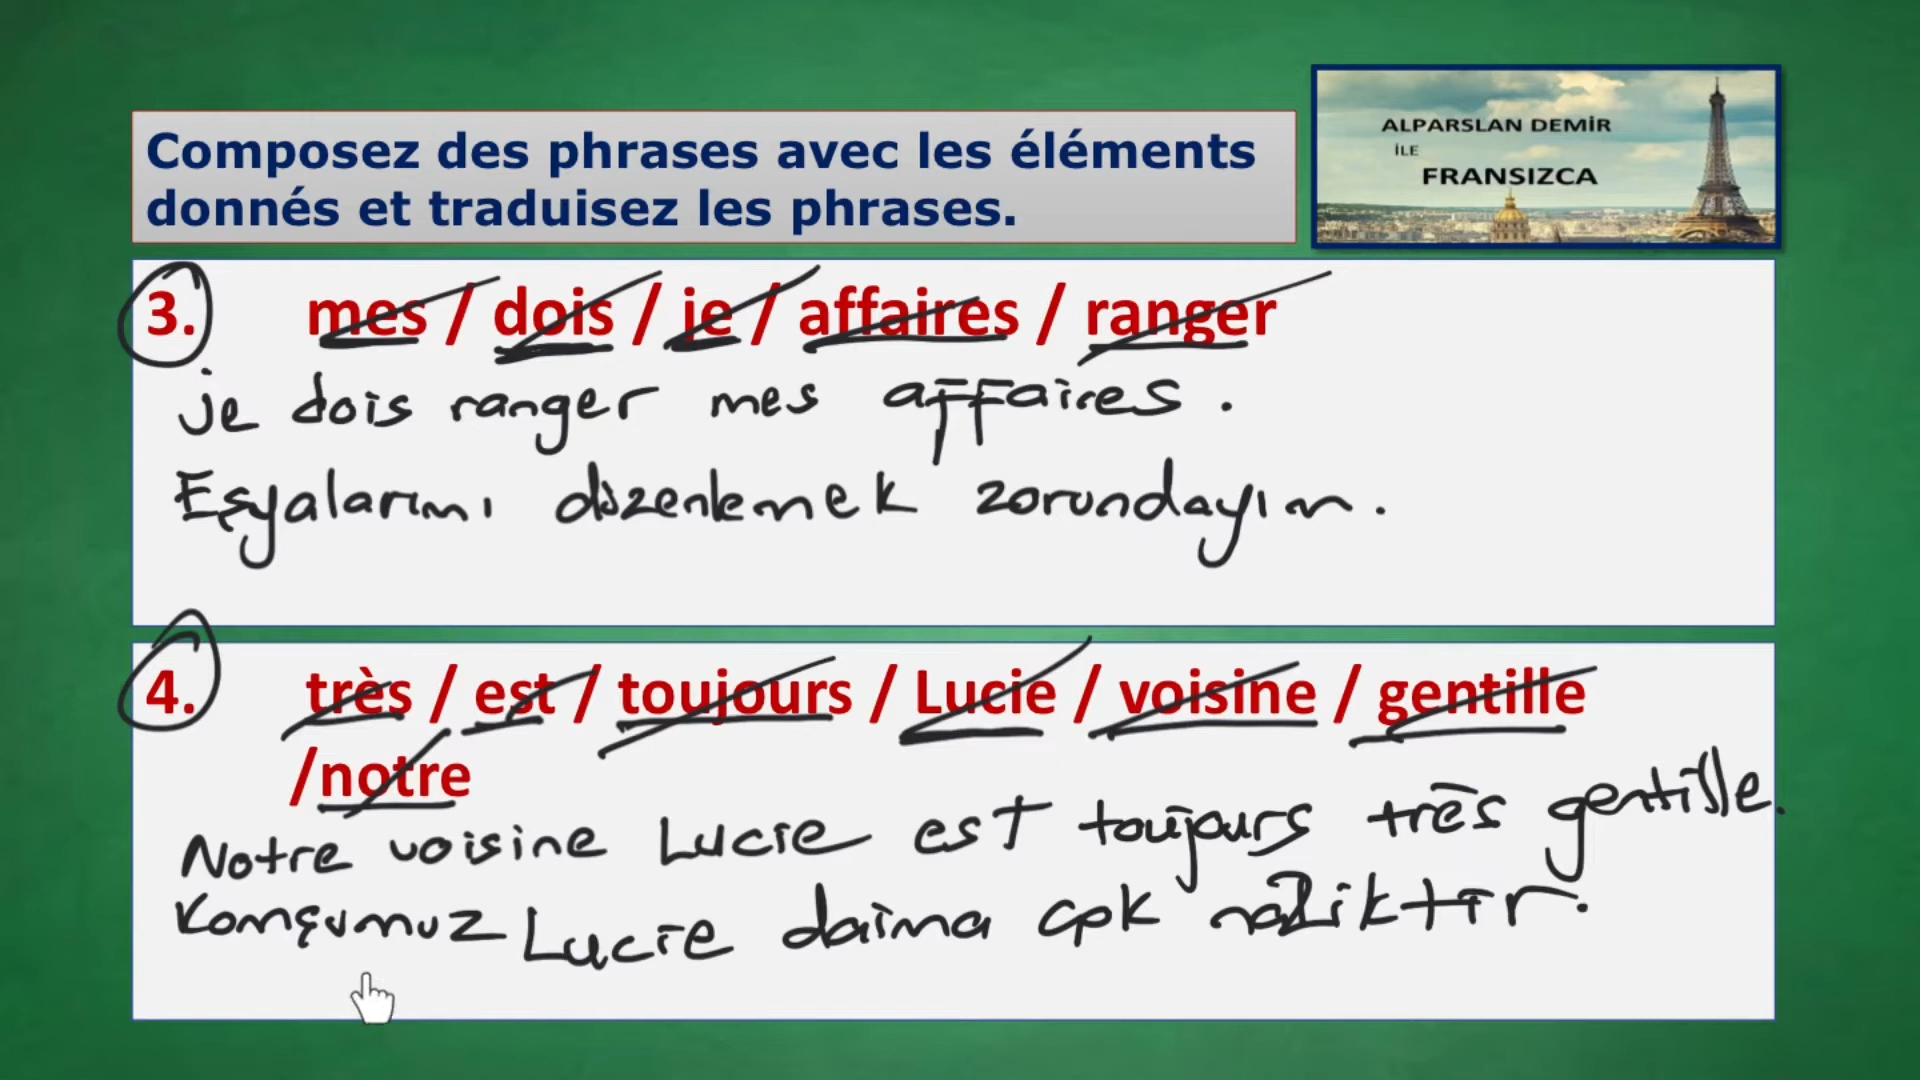 Composez des phrases avec les éléments
donnés et traduisez les phrases.
ALPARSLAN DEMİR
İLE
FRANSIZCA
3. mes / dois / je / affaires / ranger
je dois ranger mes affaires.
Eşyalarımı düzenlemek zorundayım.
4. très / est / toujours / Lucie / voisine / gentille
/notre
Notre voisine Lucie est toujours très gentille.
Komşumuz Lucie daima çok naziktir.